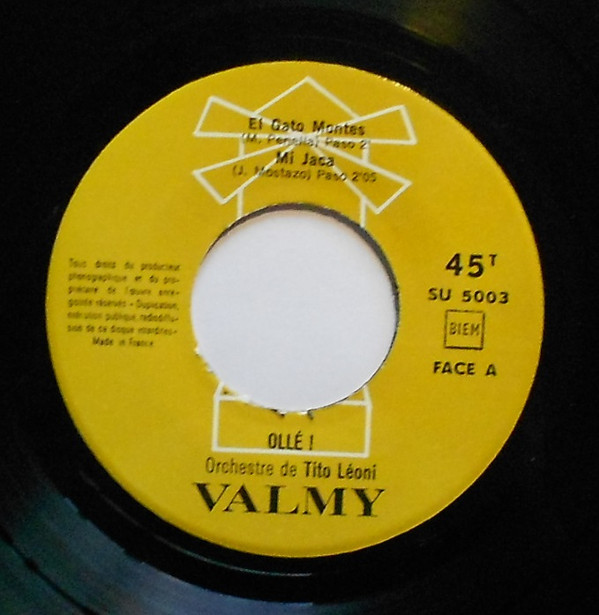 El Gato Montes
(M. Penella) Paso 2'
Mi Jaca
(J. Mostazo) Paso 2'05
Tous droits du producteur
phonographique et du pro-
priétaire de l'œuvre enre-
gistrée réservés - Duplication,
exécution publique, radiodiffu-
sion de ce disque interdites-
Made in France
45T
SU 5003
BIEM
FACE A
OLLÉ !
Orchestre de Tito Léoni
VALMY